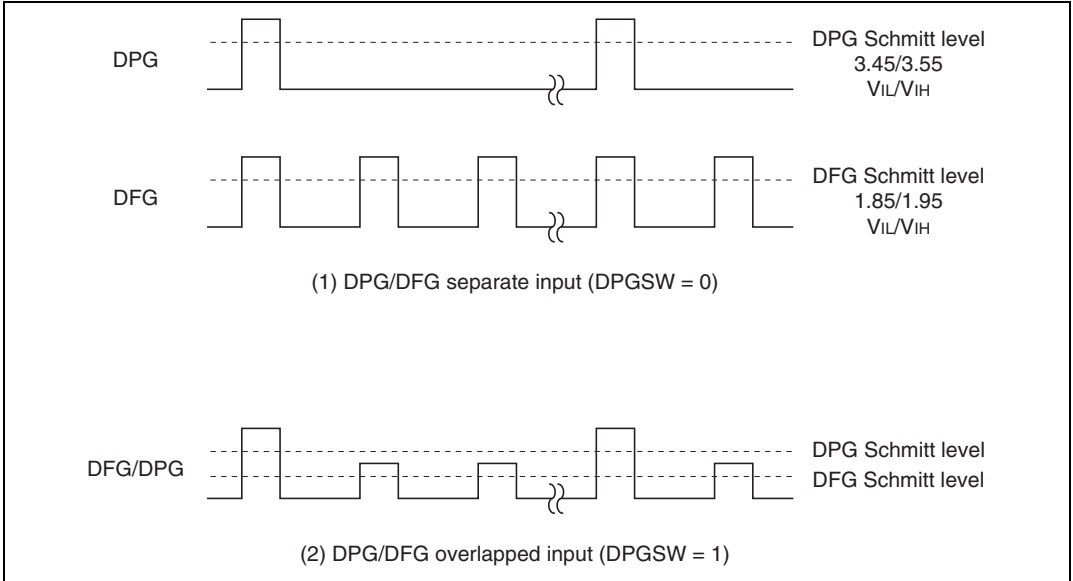 DPG
DPG Schmitt level
3.45/3.55
VIL/VIH
DFG
DFG Schmitt level
1.85/1.95
VIL/VIH
(1) DPG/DFG separate input (DPGSW = 0)
DFG/DPG
DPG Schmitt level
DFG Schmitt level
(2) DPG/DFG overlapped input (DPGSW = 1)